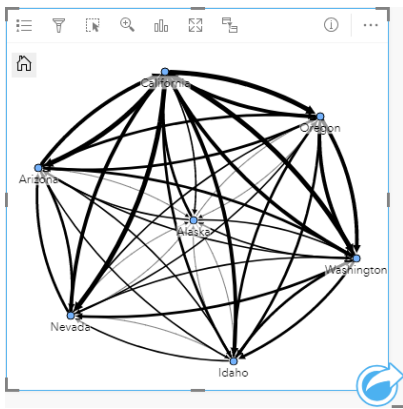 California
Oregon
Arizona
Alaska
Washington
Nevada
Idaho